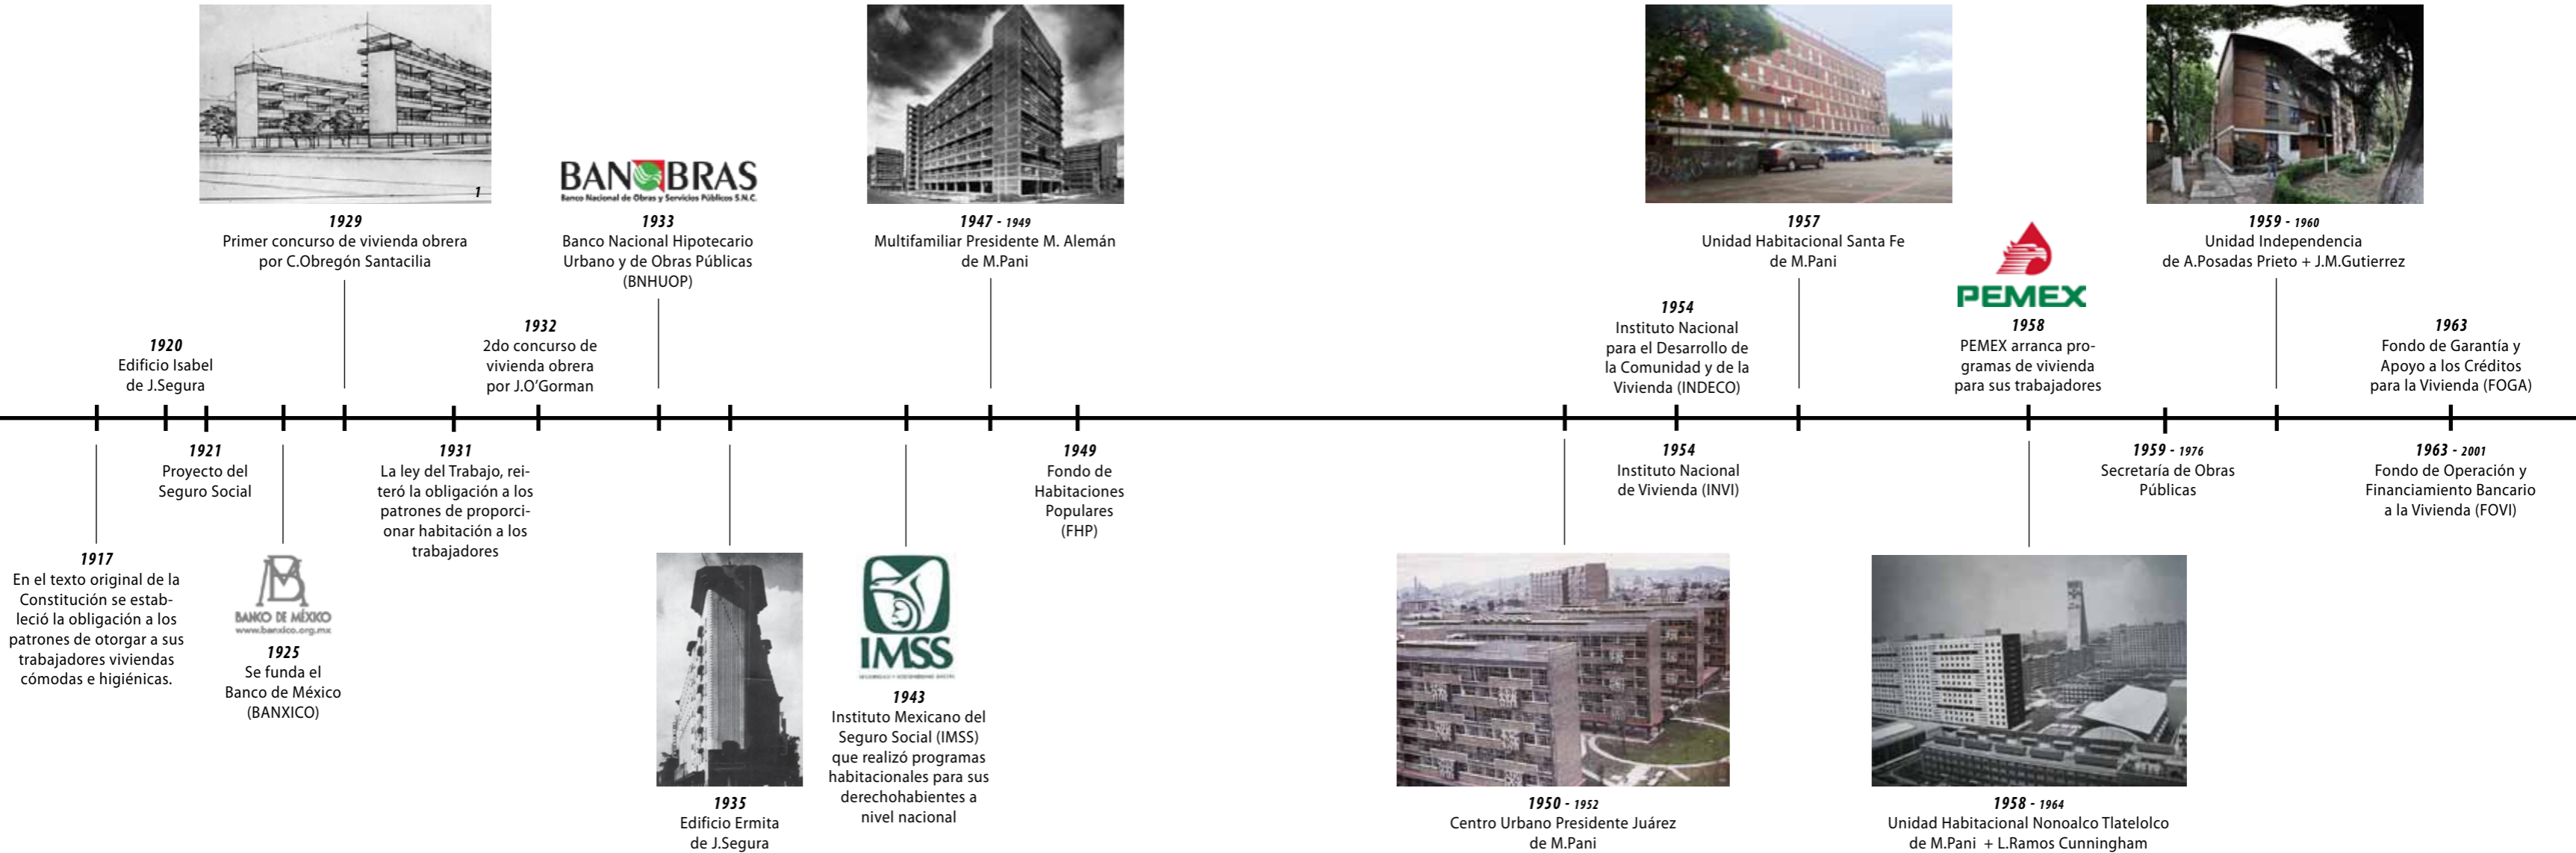 1
1929
Primer concurso de vivienda obrera
por C.Obregón Santacilia
BANOBRAS
Banco Nacional de Obras y Servicios Públicos S.N.C.
1933
Banco Nacional Hipotecario
Urbano y de Obras Públicas
(BNHUOP)
1947 - 1949
Multifamiliar Presidente M. Alemán
de M.Pani
1957
Unidad Habitacional Santa Fe
de M.Pani
PEMEX
1958
PEMEX arranca pro-
gramas de vivienda
para sus trabajadores
1959 - 1960
Unidad Independencia
de A.Posadas Prieto + J.M.Gutierrez
1920
Edificio Isabel
de J.Segura
1932
2do concurso de
vivienda obrera
por J.O'Gorman
1954
Instituto Nacional
para el Desarrollo de
la Comunidad y de la
Vivienda (INDECO)
1963
Fondo de Garantía y
Apoyo a los Créditos
para la Vivienda (FOGA)
1917
En el texto original de la
Constitución se estab-
leció la obligación a los
patrones de otorgar a sus
trabajadores viviendas
cómodas e higiénicas.
1921
Proyecto del
Seguro Social
BM
BANCO DE MÉXICO
www.banxico.org.mx
1925
Se funda el
Banco de México
(BANXICO)
1931
La ley del Trabajo, rei-
teró la obligación a los
patrones de proporci-
onar habitación a los
trabajadores
1935
Edificio Ermita
de J.Segura
IMSS
1943
Instituto Mexicano del
Seguro Social (IMSS)
que realizó programas
habitacionales para sus
derechohabientes a
nivel nacional
1949
Fondo de
Habitaciones
Populares
(FHP)
1950 - 1952
Centro Urbano Presidente Juárez
de M.Pani
1954
Instituto Nacional
de Vivienda (INVI)
1958 - 1964
Unidad Habitacional Nonoalco Tlatelolco
de M.Pani + L.Ramos Cunningham
1959 - 1976
Secretaría de Obras
Públicas
1963 - 2001
Fondo de Operación y
Financiamiento Bancario
a la Vivienda (FOVI)